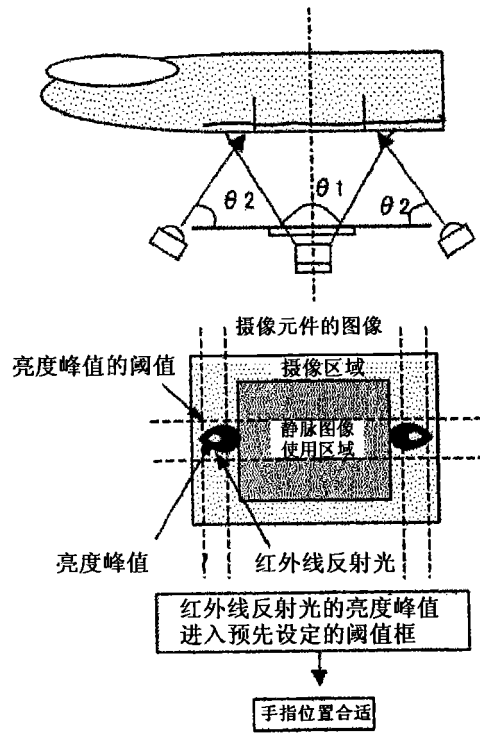 θ2
θ1
θ2
摄像元件的图像
亮度峰值的阈值
摄像区域
静脉图像
使用区域
亮度峰值
红外线反射光
红外线反射光的亮度峰值
进入预先设定的阈值框
手指位置合适